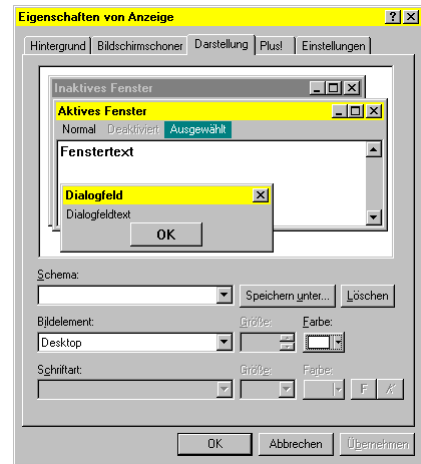 Eigenschaften von Anzeige
Hintergrund Bildschirmschoner Darstellung Plus! Einstellungen
Inaktives Fenster
Aktives Fenster
Normal Deaktiviert Ausgewählt
Fenstertext
Dialogfeld
Dialogfeldtext
OK
Schema:
Speichern unter... Löschen
Bildelement: Größe: Farbe:
Desktop
Schriftart: Größe: Farbe:
F K
OK Abbrechen Übernehmen